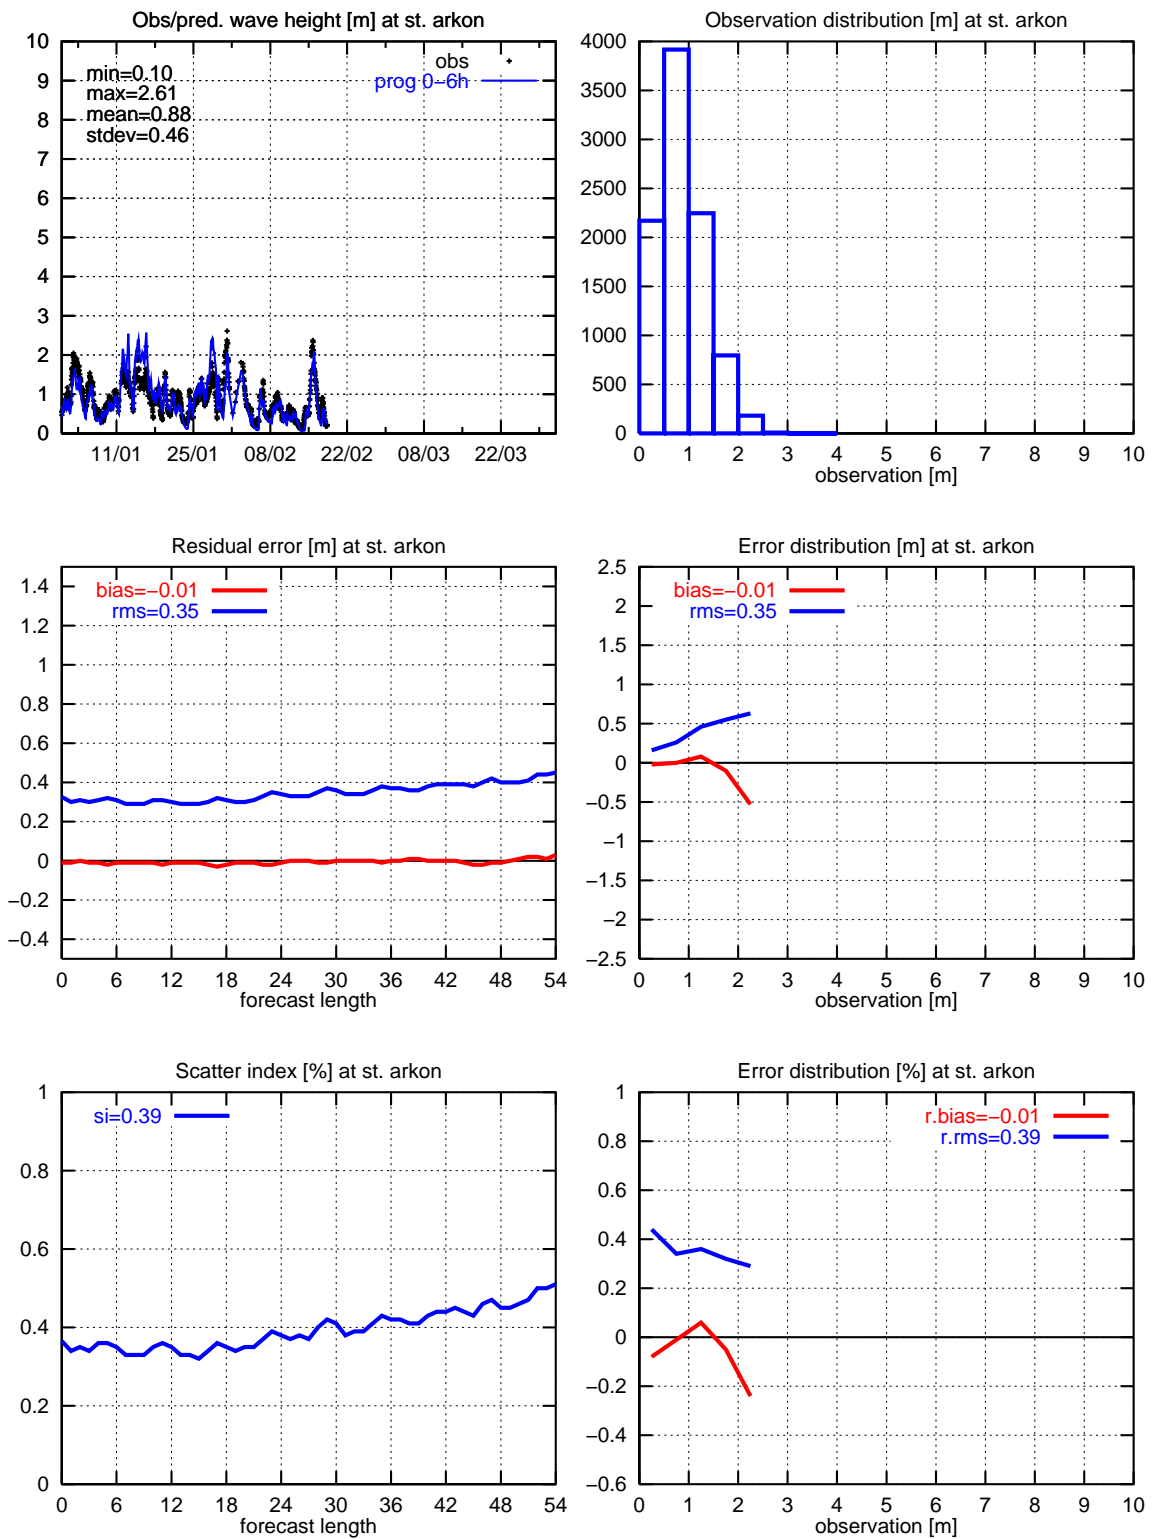 Obs/pred. wave height [m] at st. arkon
10
9
8
7
6
5
4
3
2
1
0
min=0.10
max=2.61
mean=0.88
stdev=0.46
obs
prog 0−6h
11/01 25/01 08/02 22/02 08/03 22/03
Observation distribution [m] at st. arkon
4000
3500
3000
2500
2000
1500
1000
500
0
0 1 2 3 4 5 6 7 8 9 10
observation [m]
Residual error [m] at st. arkon
1.4
1.2
1
0.8
0.6
0.4
0.2
0
−0.2
−0.4
bias=−0.01
rms=0.35
0 6 12 18 24 30 36 42 48 54
forecast length
Error distribution [m] at st. arkon
2.5
2
1.5
1
0.5
0
−0.5
−1
−1.5
−2
−2.5
bias=−0.01
rms=0.35
0 1 2 3 4 5 6 7 8 9 10
observation [m]
Scatter index [%] at st. arkon
1
0.8
0.6
0.4
0.2
0
si=0.39
0 6 12 18 24 30 36 42 48 54
forecast length
Error distribution [%] at st. arkon
1
0.8
0.6
0.4
0.2
0
−0.2
−0.4
−0.6
r.bias=−0.01
r.rms=0.39
0 1 2 3 4 5 6 7 8 9 10
observation [m]